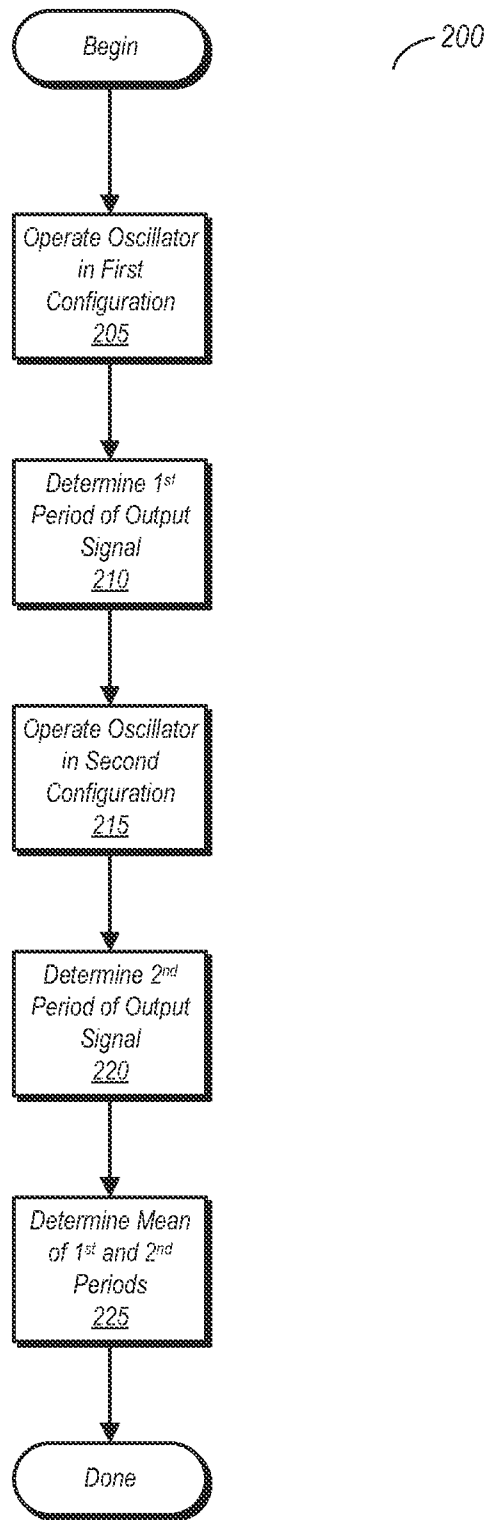 Begin
200
Operate Oscillator
in First
Configuration
205
Determine 1st
Period of Output
Signal
210
Operate Oscillator
in Second
Configuration
215
Determine 2nd
Period of Output
Signal
220
Determine Mean
of 1st and 2nd
Periods
225
Done